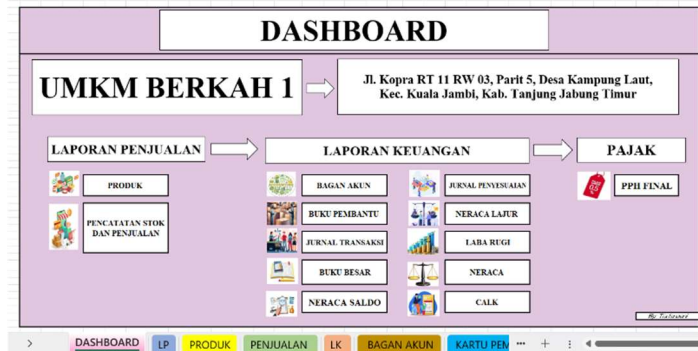 DASHBOARD
UMKM BERKAH 1
Jl. Kopra RT 11 RW 03, Parit 5, Desa Kampung Laut,
Kec. Kuala Jambi, Kab. Tanjung Jabung Timur
LAPORAN PENJUALAN
LAPORAN KEUANGAN
PAJAK
PRODUK
BAGAN AKUN
JURNAL PENYESUAIAN
PPH FINAL
PENCATATAN STOK
DAN PENJUALAN
BUKU PEMBANTU
NERACA LAJUR
JURNAL TRANSAKSI
LABA RUGI
BUKU BESAR
NERACA
NERACA SALDO
CALK
DASHBOARD LP PRODUK PENJUALAN LK BAGAN AKUN KARTU PEM